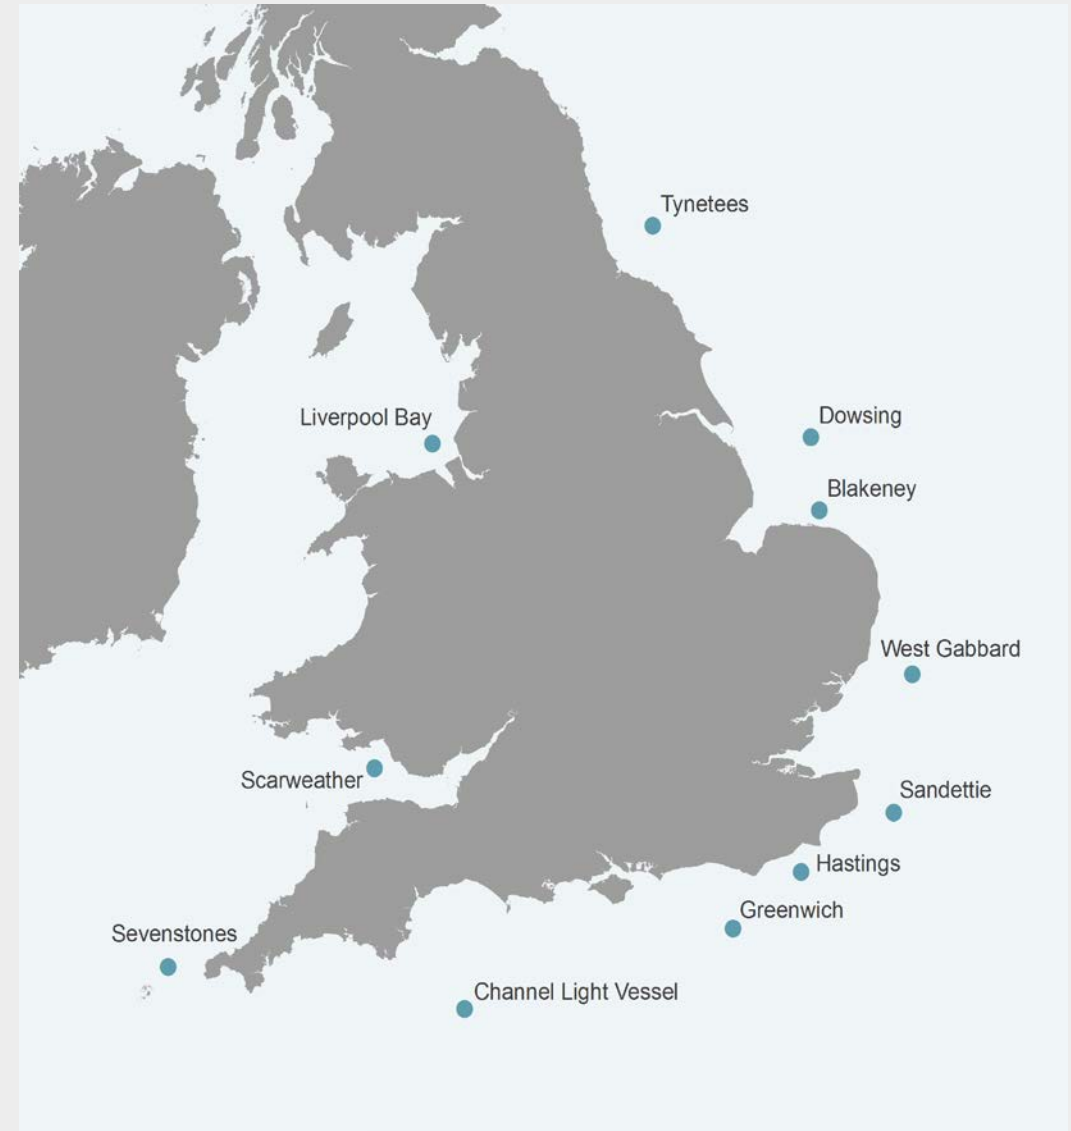 Tynetees
Liverpool Bay
Dowsing
Blakeney
West Gabbard
Scarweather
Sandettie
Hastings
Greenwich
Sevenstones
Channel Light Vessel